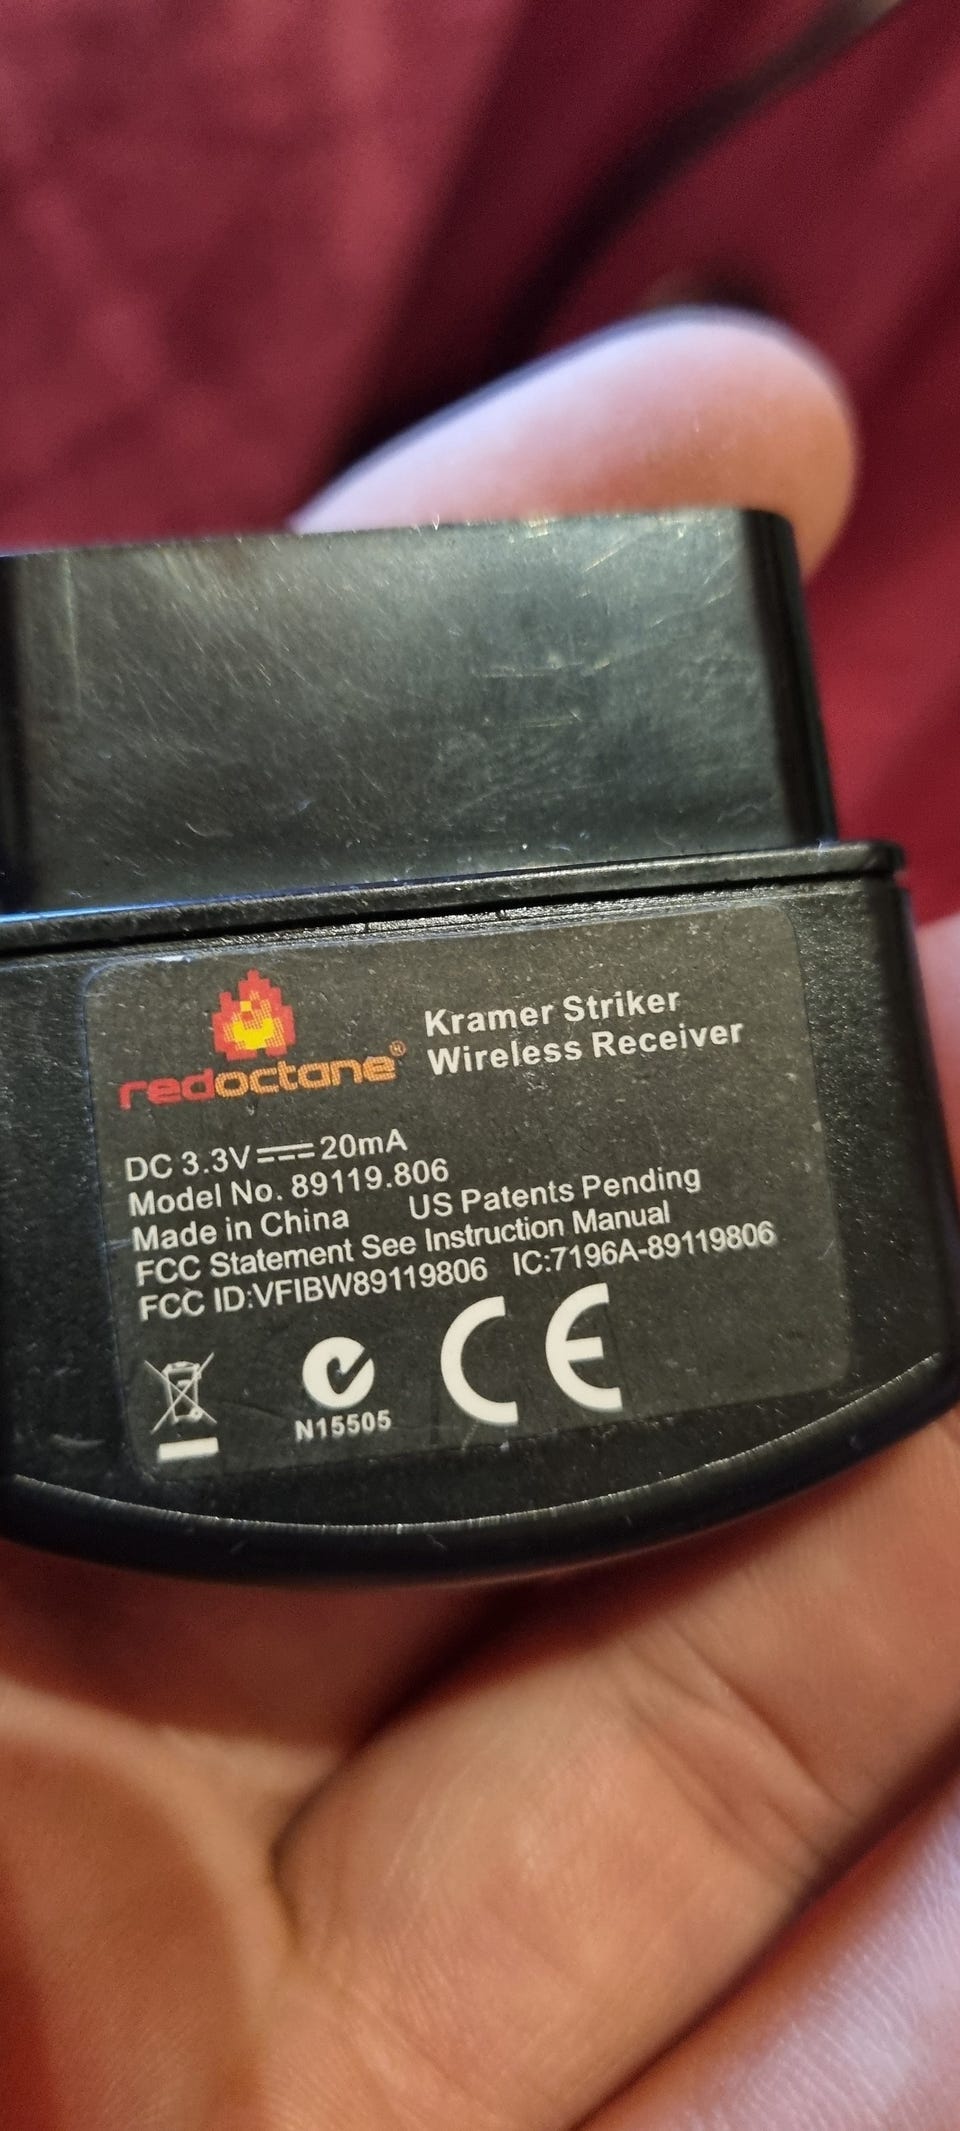 redoctane®
Kramer Striker
Wireless Receiver
DC 3.3V ⎓ 20mA
Model No. 89119.806
Made in China US Patents Pending
FCC Statement See Instruction Manual
FCC ID:VFIBW89119806 IC:7196A-89119806
N15505
CE